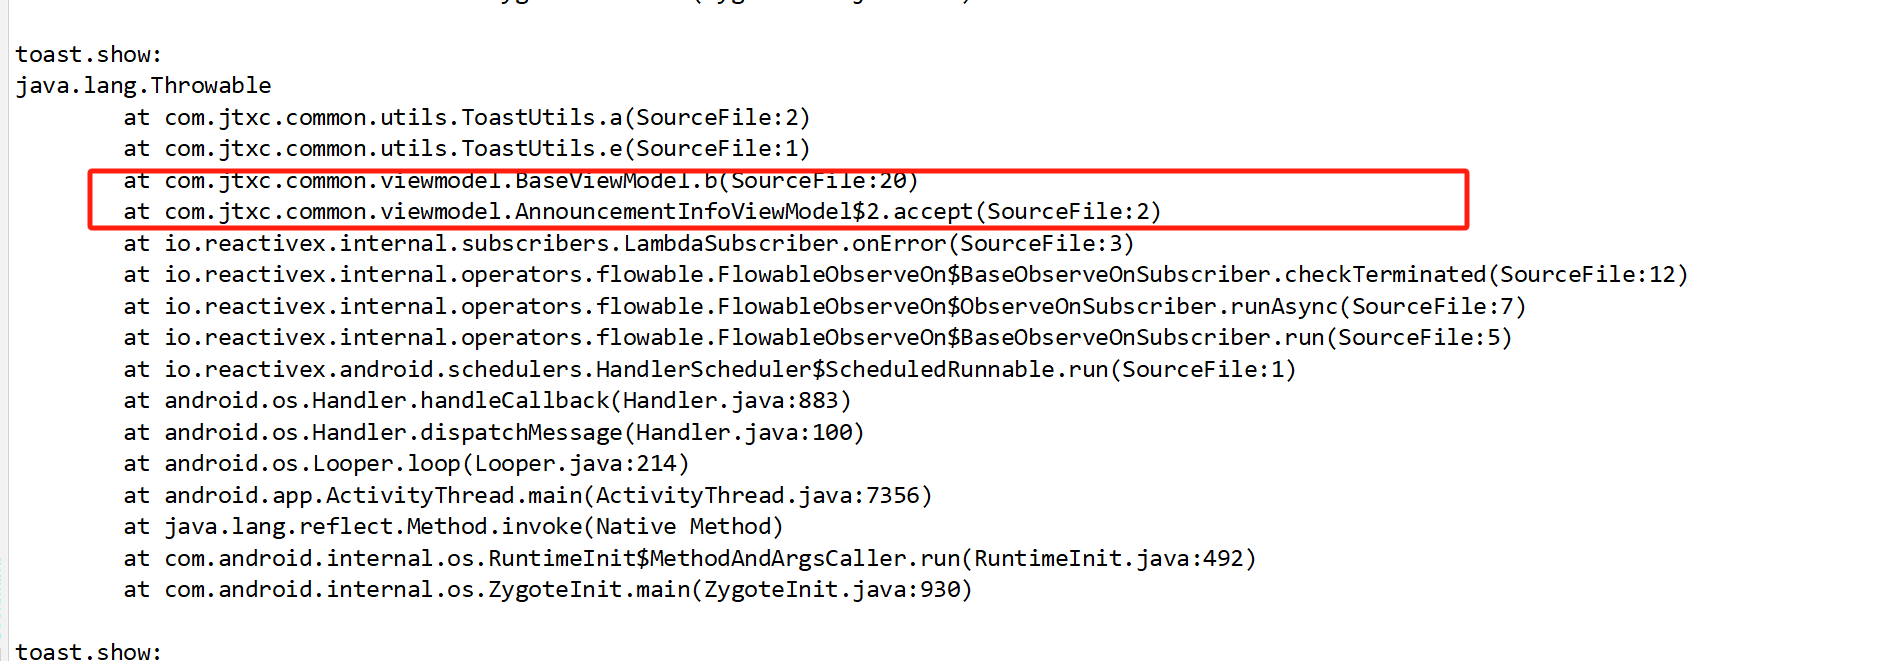 toast.show:
java.lang.Throwable
at com.jtxc.common.utils.ToastUtils.a(SourceFile:2)
at com.jtxc.common.utils.ToastUtils.e(SourceFile:1)
at com.jtxc.common.viewmodel.BaseViewModel.b(SourceFile:20)
at com.jtxc.common.viewmodel.AnnouncementInfoViewModel$2.accept(SourceFile:2)
at io.reactivex.internal.subscribers.LambdaSubscriber.onError(SourceFile:3)
at io.reactivex.internal.operators.flowable.FlowableObserveOn$BaseObserveOnSubscriber.checkTerminated(SourceFile:12)
at io.reactivex.internal.operators.flowable.FlowableObserveOn$ObserveOnSubscriber.runAsync(SourceFile:7)
at io.reactivex.internal.operators.flowable.FlowableObserveOn$BaseObserveOnSubscriber.run(SourceFile:5)
at io.reactivex.android.schedulers.HandlerScheduler$ScheduledRunnable.run(SourceFile:1)
at android.os.Handler.handleCallback(Handler.java:883)
at android.os.Handler.dispatchMessage(Handler.java:100)
at android.os.Looper.loop(Looper.java:214)
at android.app.ActivityThread.main(ActivityThread.java:7356)
at java.lang.reflect.Method.invoke(Native Method)
at com.android.internal.os.RuntimeInit$MethodAndArgsCaller.run(RuntimeInit.java:492)
at com.android.internal.os.ZygoteInit.main(ZygoteInit.java:930)
toast.show: